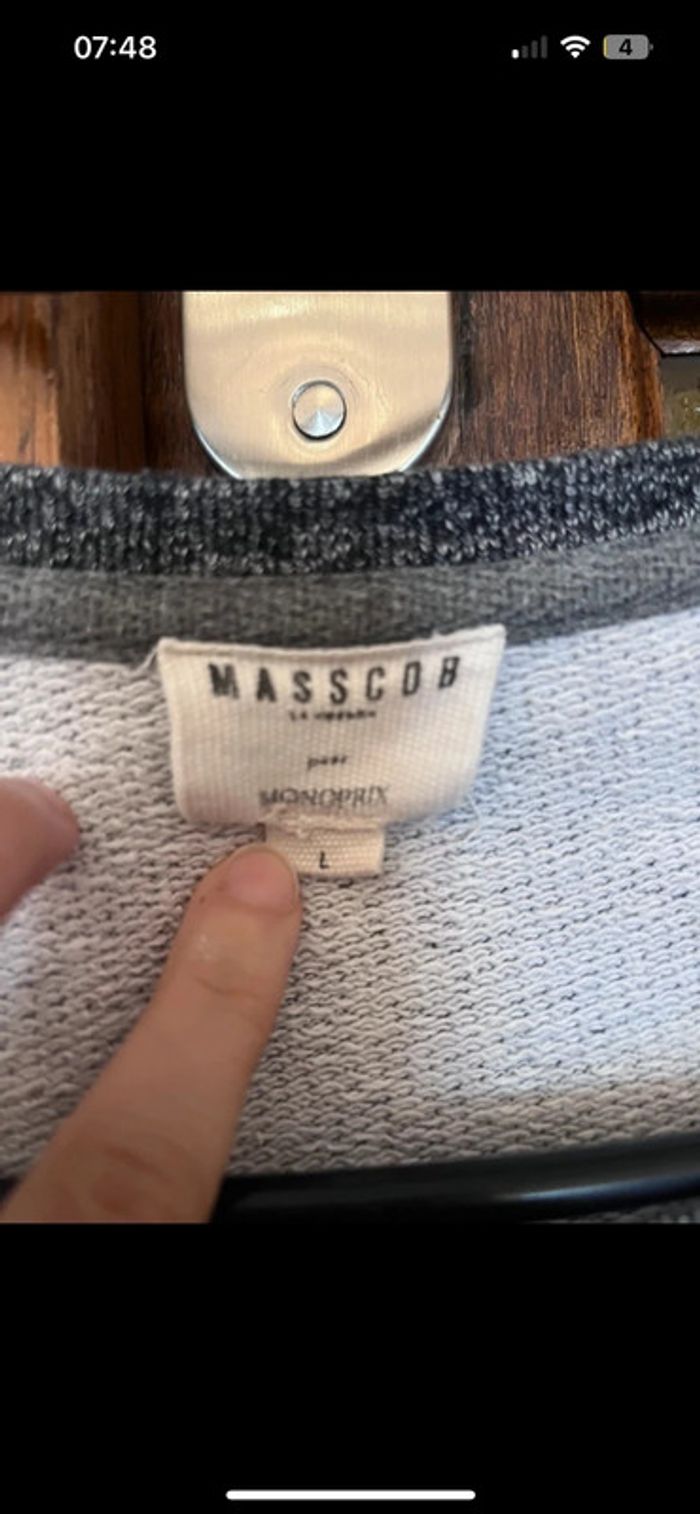 07:48
4
MASSCOB
pour
MONOPRIX
L